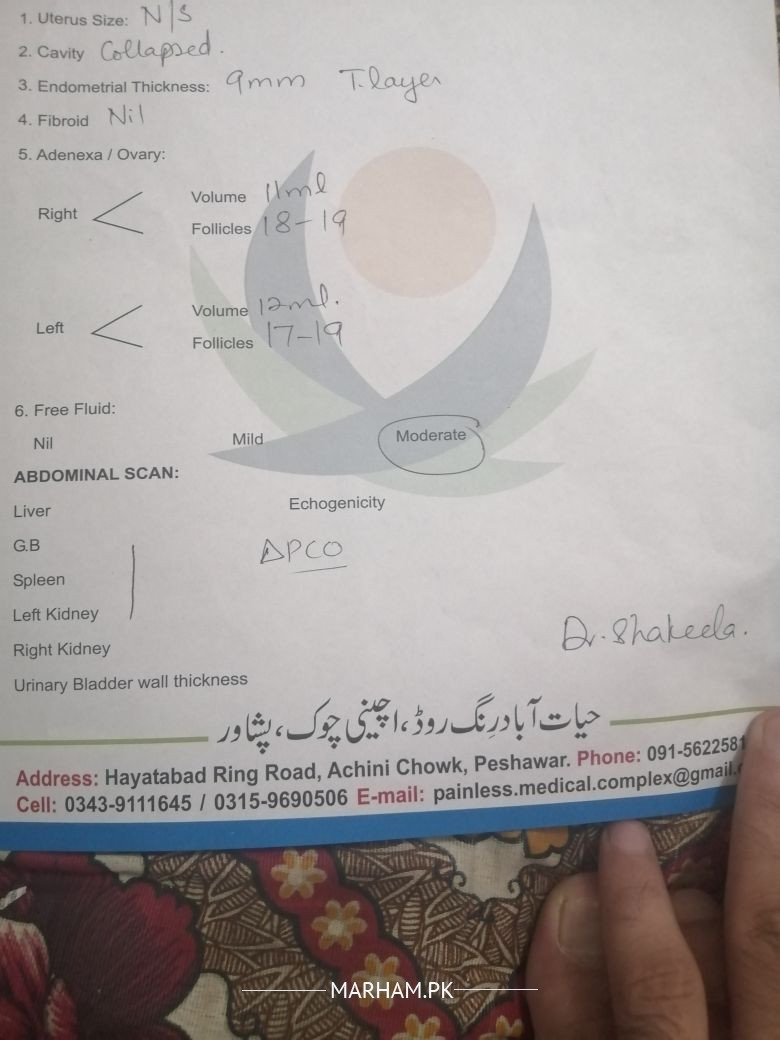 1. Uterus Size: N/S
2. Cavity Collapsed.
3. Endometrial Thickness: 9mm T.layer
4. Fibroid Nil
5. Adenexa / Ovary:
Right
Volume 11ml
Follicles 18-19
Left
Volume 12ml.
Follicles 17-19
6. Free Fluid:
Nil Mild Moderate
ABDOMINAL SCAN:
Liver Echogenicity
G.B
ΔPCO
Spleen
Left Kidney
Right Kidney
Dr. Shakeela.
Urinary Bladder wall thickness
حیات آباد رِنگ روڈ، اچینی چوک، پشاور
Address: Hayatabad Ring Road, Achini Chowk, Peshawar. Phone: 091-5622581
Cell: 0343-9111645 / 0315-9690506 E-mail: painless.medical.complex@gmail.
MARHAM.PK